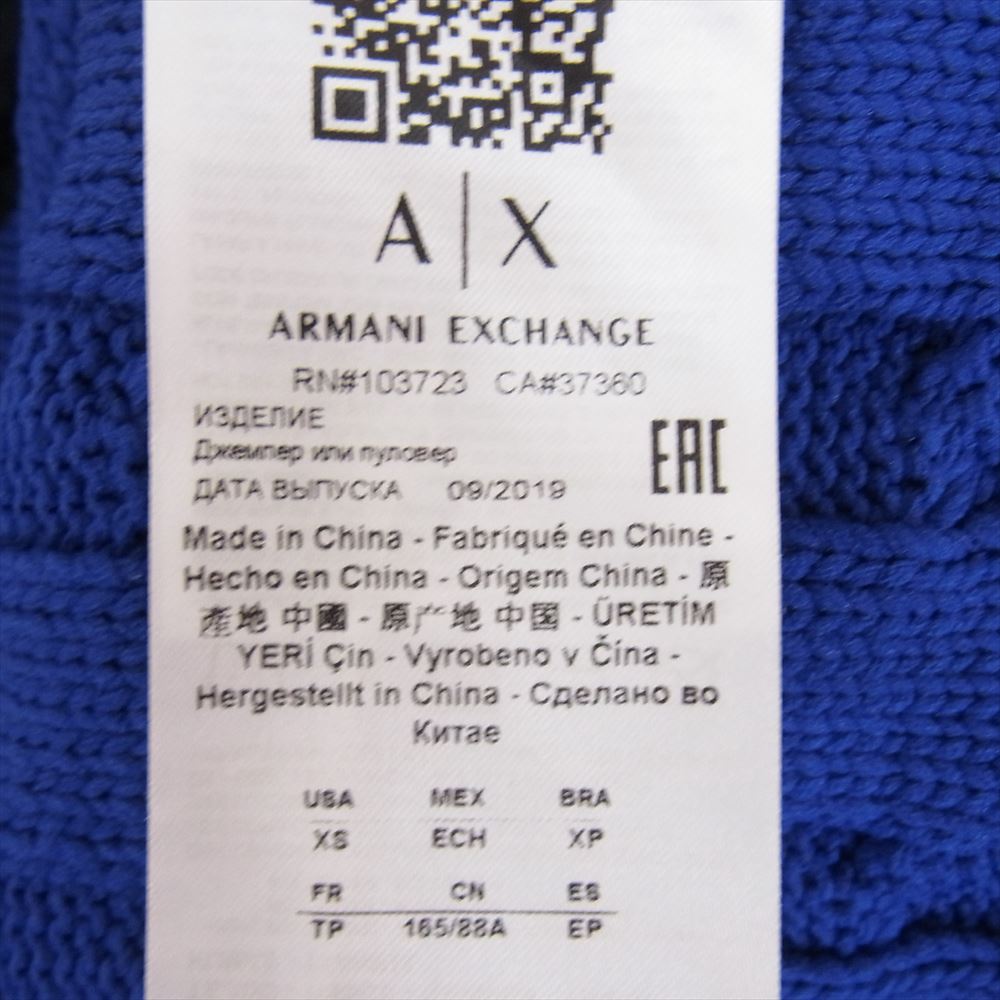 A|X
ARMANI EXCHANGE
RN#103723 CA#37360
ИЗДЕЛИЕ
Джемпер или пуловер
ДАТА ВЫПУСКА 09/2019
EAC
Made in China - Fabriqué en Chine -
Hecho en China - Origem China - 原
產地 中國 - 原产地 中国 - ÜRETİM
YERİ Çin - Vyrobeno v Čína -
Hergestellt in China - Сделано во
Китае
USA MEX BRA
XS ECH XP
FR CN ES
TP 165/88A EP